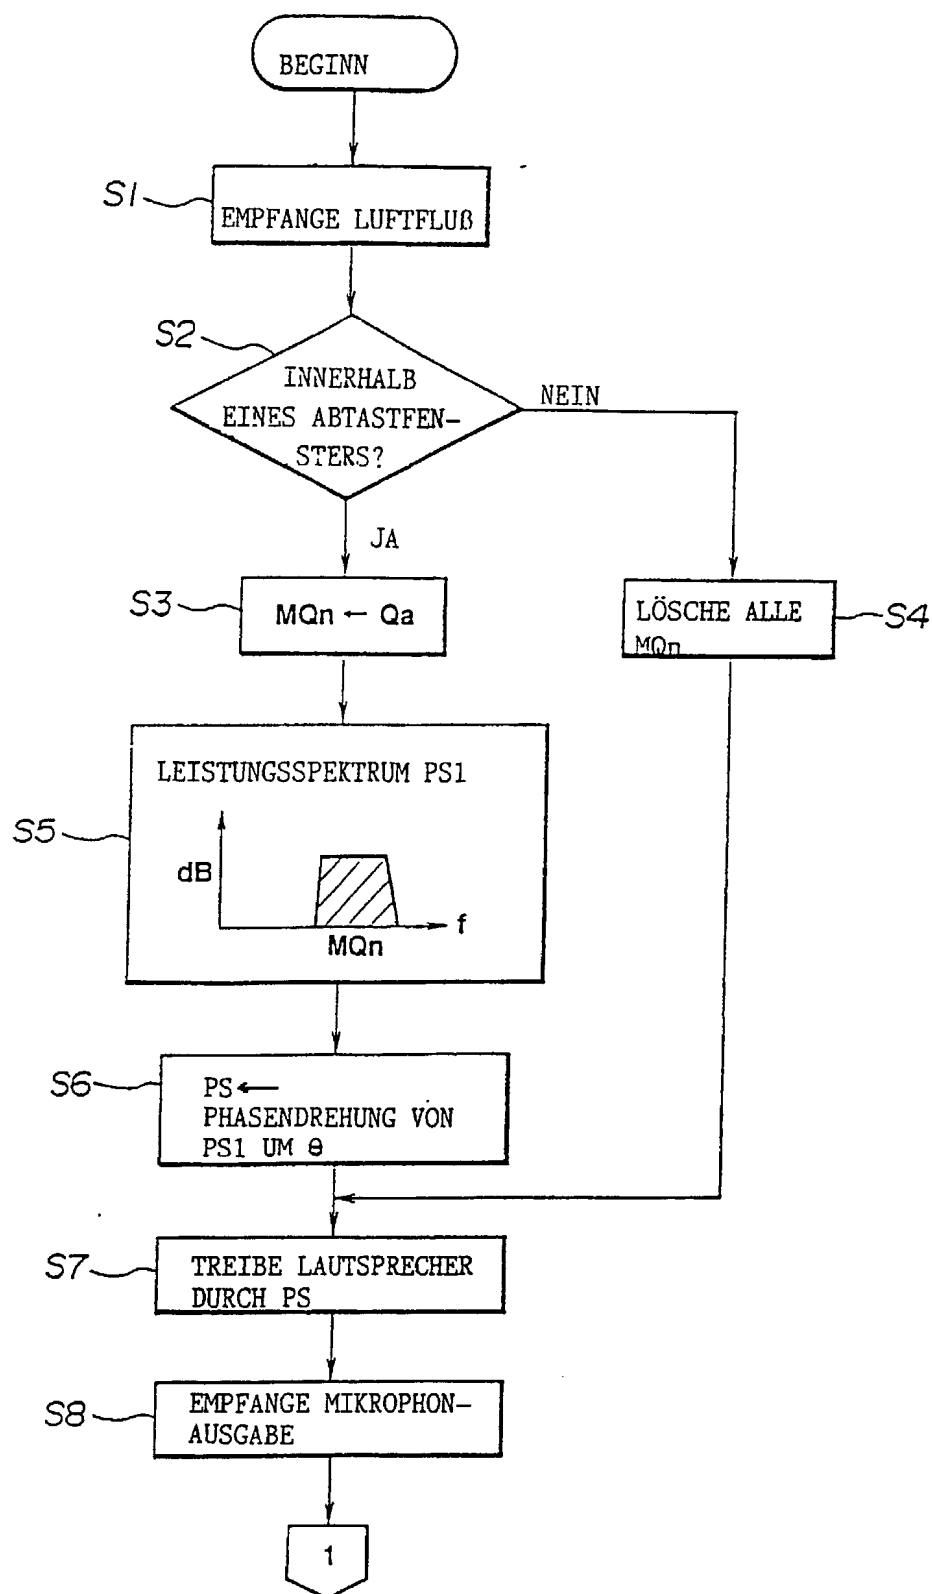 BEGINN
S1
EMPFANGE LUFTFLUß
S2
INNERHALB
EINES ABTASTFEN-
STERS?
NEIN
JA
S3
MQn ← Qa
LÖSCHE ALLE
MQn
S4
LEISTUNGSSPEKTRUM PS1
S5
dB
f
MQn
S6
PS ←
PHASENDREHUNG VON
PS1 UM θ
S7
TREIBE LAUTSPRECHER
DURCH PS
S8
EMPFANGE MIKROPHON-
AUSGABE
1